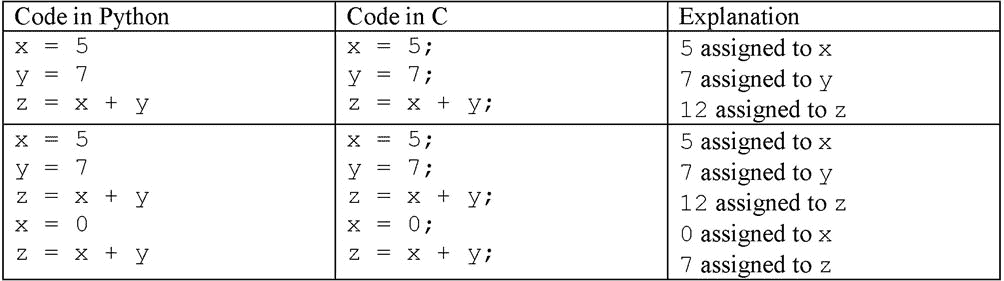 Code in Python
Code in C
Explanation
x = 5
y = 7
z = x + y
x = 5;
y = 7;
z = x + y;
5 assigned to x
7 assigned to y
12 assigned to z
x = 5
y = 7
z = x + y
x = 0
z = x + y
x = 5;
y = 7;
z = x + y;
x = 0;
z = x + y;
5 assigned to x
7 assigned to y
12 assigned to z
0 assigned to x
7 assigned to z